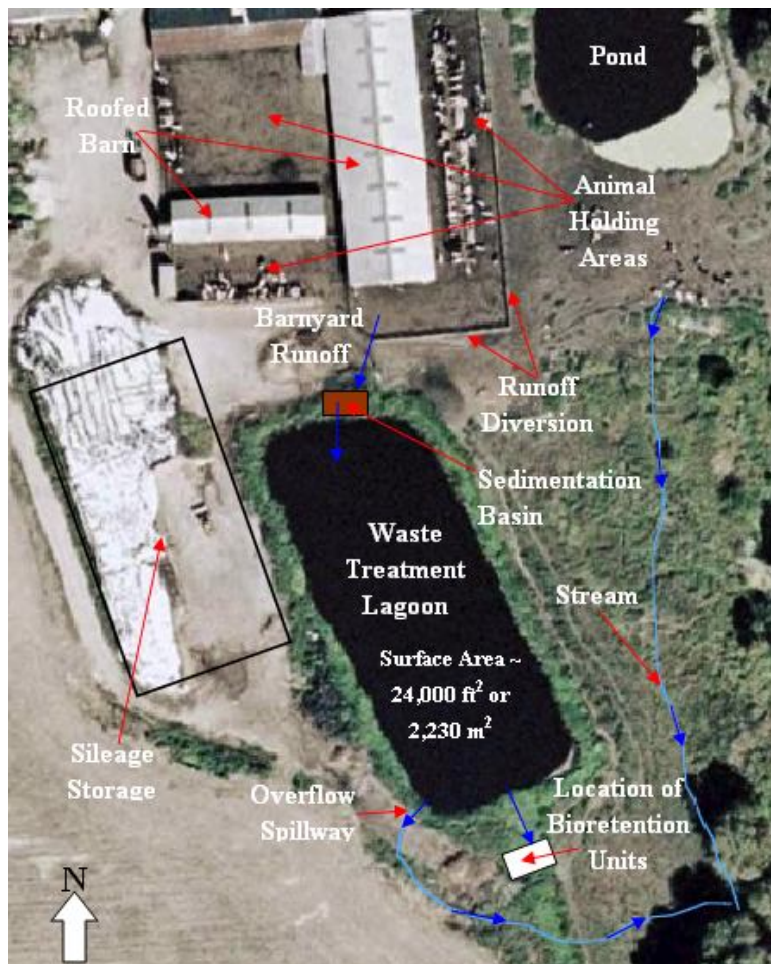 Pond
Roofed
Barn
Animal
Holding
Areas
Barnyard
Runoff
Runoff
Diversion
Sedimentation
Basin
Waste
Treatment
Lagoon
Surface Area ~
24,000 ft² or
2,230 m²
Stream
Sileage
Storage
Overflow
Spillway
Location of
Bioretention
Units
N